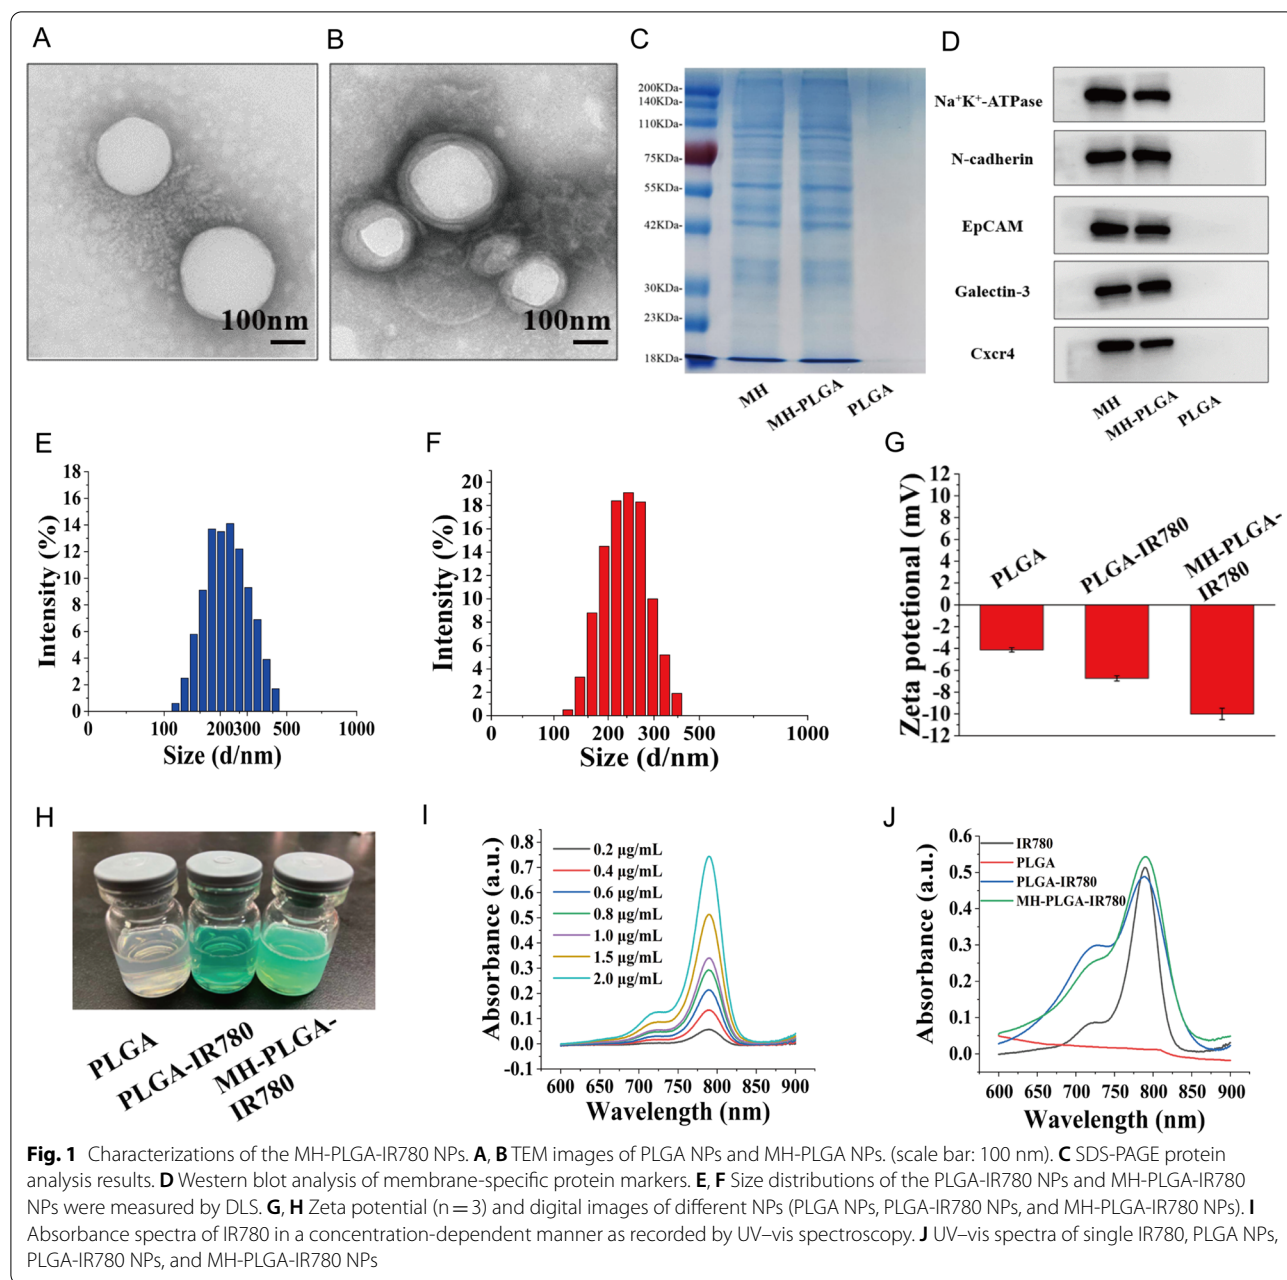 A
B
C
D
100nm
100nm
200KDa-
140KDa-
110KDa-
75KDa-
55KDa-
42KDa-
30KDa-
23KDa-
18KDa-
MH
MH-PLGA
PLGA
Na⁺K⁺-ATPase
N-cadherin
EpCAM
Galectin-3
Cxcr4
MH
MH-PLGA
PLGA
E
Intensity (%)
18
16
14
12
10
8
6
4
2
0
0 100 200 300 500 1000
Size (d/nm)
F
Intensity (%)
20
18
16
14
12
10
8
6
4
2
0
0 100 200 300 500 1000
Size (d/nm)
G
Zeta potetional (mV)
12
10
8
6
4
2
0
-2
-4
-6
-8
-10
-12
PLGA
PLGA-IR780
MH-PLGA-
IR780
H
PLGA
PLGA-IR780
MH-PLGA-
IR780
I
Absorbance (a.u.)
0.8
0.7
0.6
0.5
0.4
0.3
0.2
0.1
0.0
-0.1
0.2 μg/mL
0.4 μg/mL
0.6 μg/mL
0.8 μg/mL
1.0 μg/mL
1.5 μg/mL
2.0 μg/mL
600 650 700 750 800 850 900
Wavelength (nm)
J
Absorbance (a.u.)
0.6
0.5
0.4
0.3
0.2
0.1
0.0
IR780
PLGA
PLGA-IR780
MH-PLGA-IR780
600 650 700 750 800 850 900
Wavelength (nm)
Fig. 1 Characterizations of the MH-PLGA-IR780 NPs. A, B TEM images of PLGA NPs and MH-PLGA NPs. (scale bar: 100 nm). C SDS-PAGE protein
analysis results. D Western blot analysis of membrane-specific protein markers. E, F Size distributions of the PLGA-IR780 NPs and MH-PLGA-IR780
NPs were measured by DLS. G, H Zeta potential (n = 3) and digital images of different NPs (PLGA NPs, PLGA-IR780 NPs, and MH-PLGA-IR780 NPs). I
Absorbance spectra of IR780 in a concentration-dependent manner as recorded by UV–vis spectroscopy. J UV–vis spectra of single IR780, PLGA NPs,
PLGA-IR780 NPs, and MH-PLGA-IR780 NPs